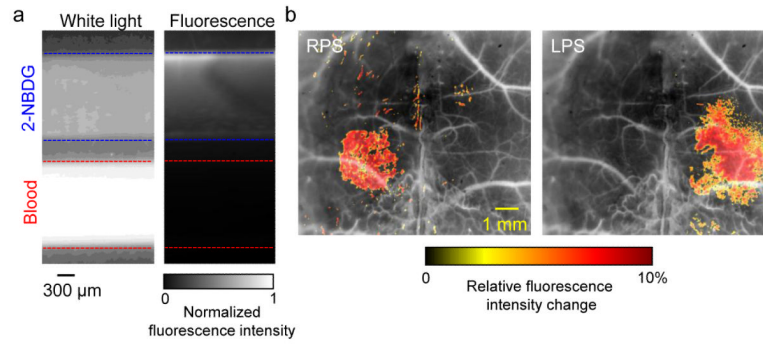 a
White light
Fluorescence
2-NBDG
Blood
300 µm
0
1
Normalized
fluorescence intensity
b
RPS
LPS
1 mm
0
10%
Relative fluorescence
intensity change